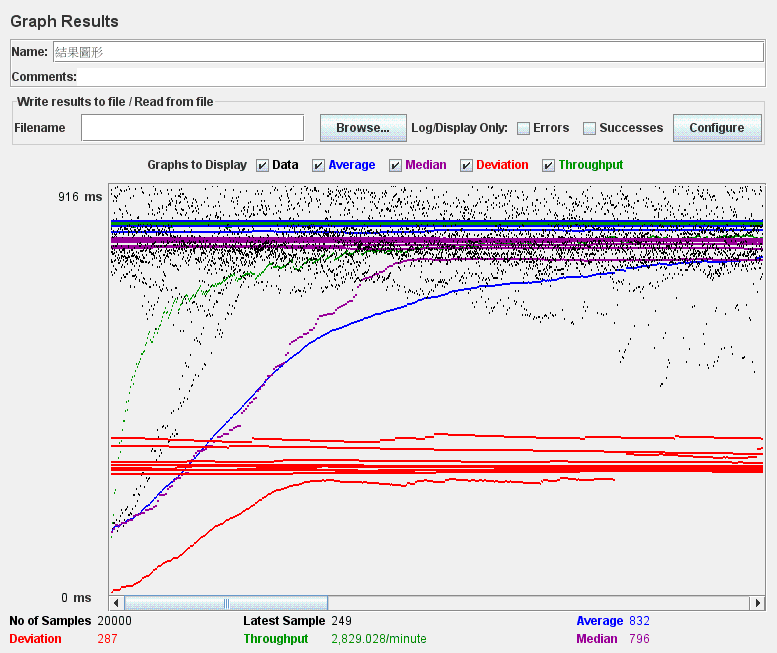 Graph Results
Name: 結果圖形
Comments:
Write results to file / Read from file
Filename Browse... Log/Display Only: Errors Successes Configure
Graphs to Display Data Average Median Deviation Throughput
916 ms
0 ms
No of Samples 20000 Latest Sample 249 Average 832
Deviation 287 Throughput 2,829.028/minute Median 796